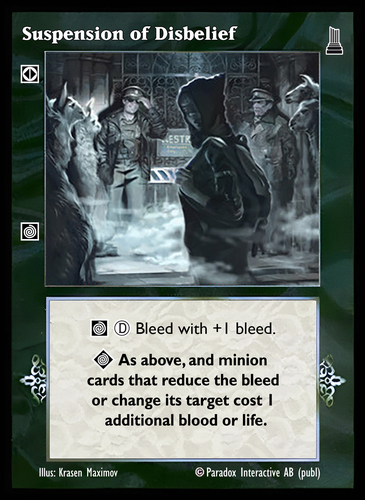 Suspension of Disbelief
RESTR
D Bleed with +1 bleed.
As above, and minion
cards that reduce the bleed
or change its target cost 1
additional blood or life.
Illus: Krasen Maximov
© Paradox Interactive AB (publ)